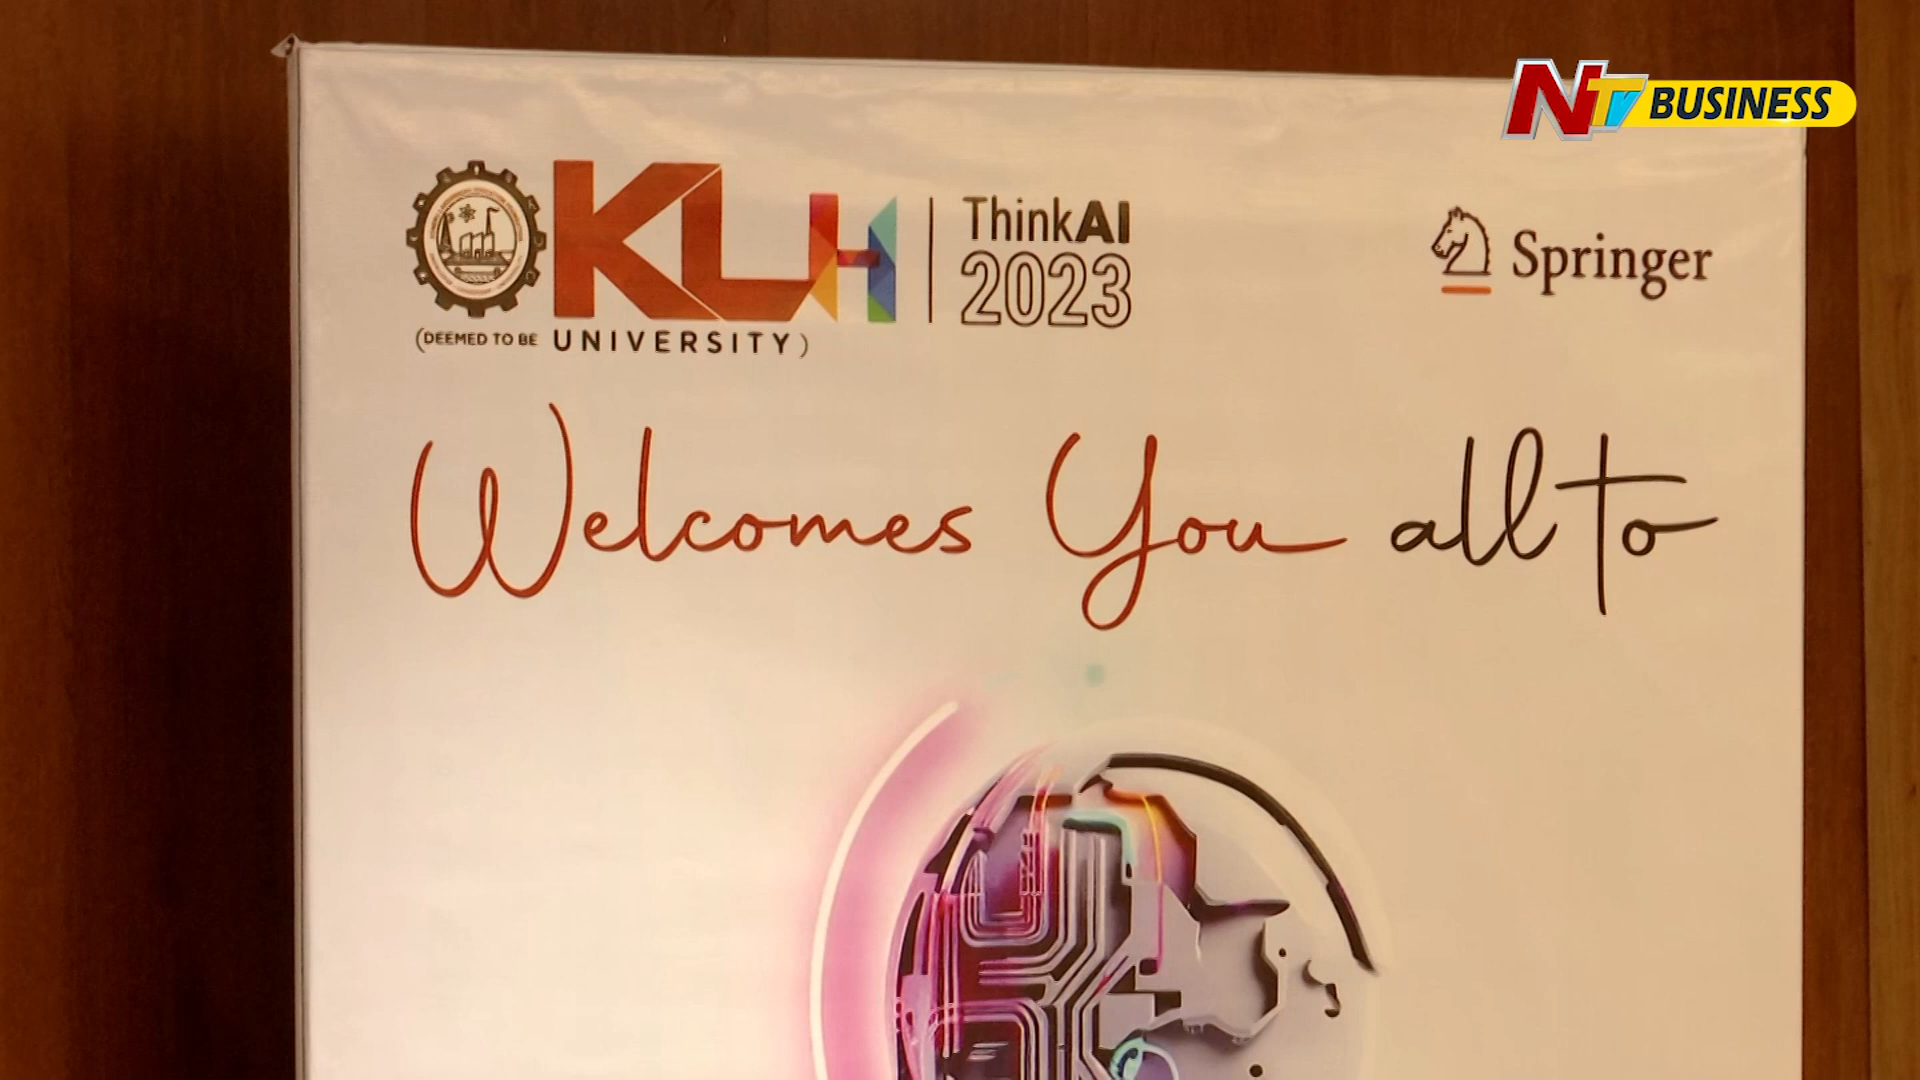 NTV BUSINESS
KLH
(DEEMED TO BE UNIVERSITY)
ThinkAI
2023
Springer
Welcomes You all to